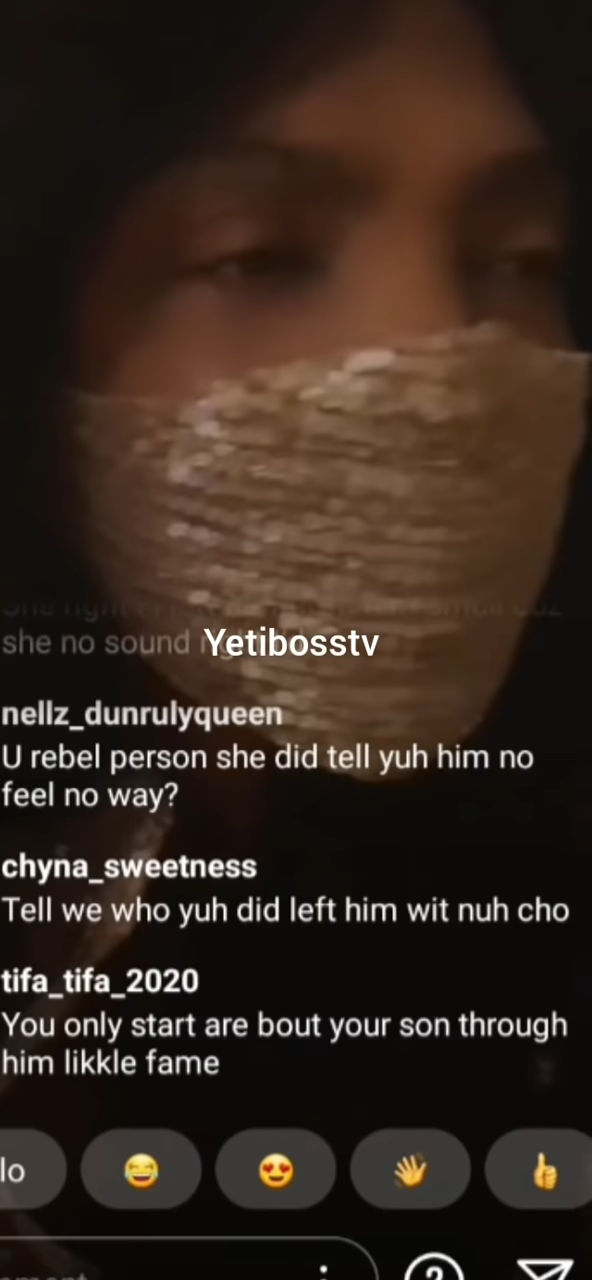 she no sound
Yetibosstv
nellz_dunrulyqueen
U rebel person she did tell yuh him no
feel no way?
chyna_sweetness
Tell we who yuh did left him wit nuh cho
tifa_tifa_2020
You only start are bout your son through
him likkle fame
lo